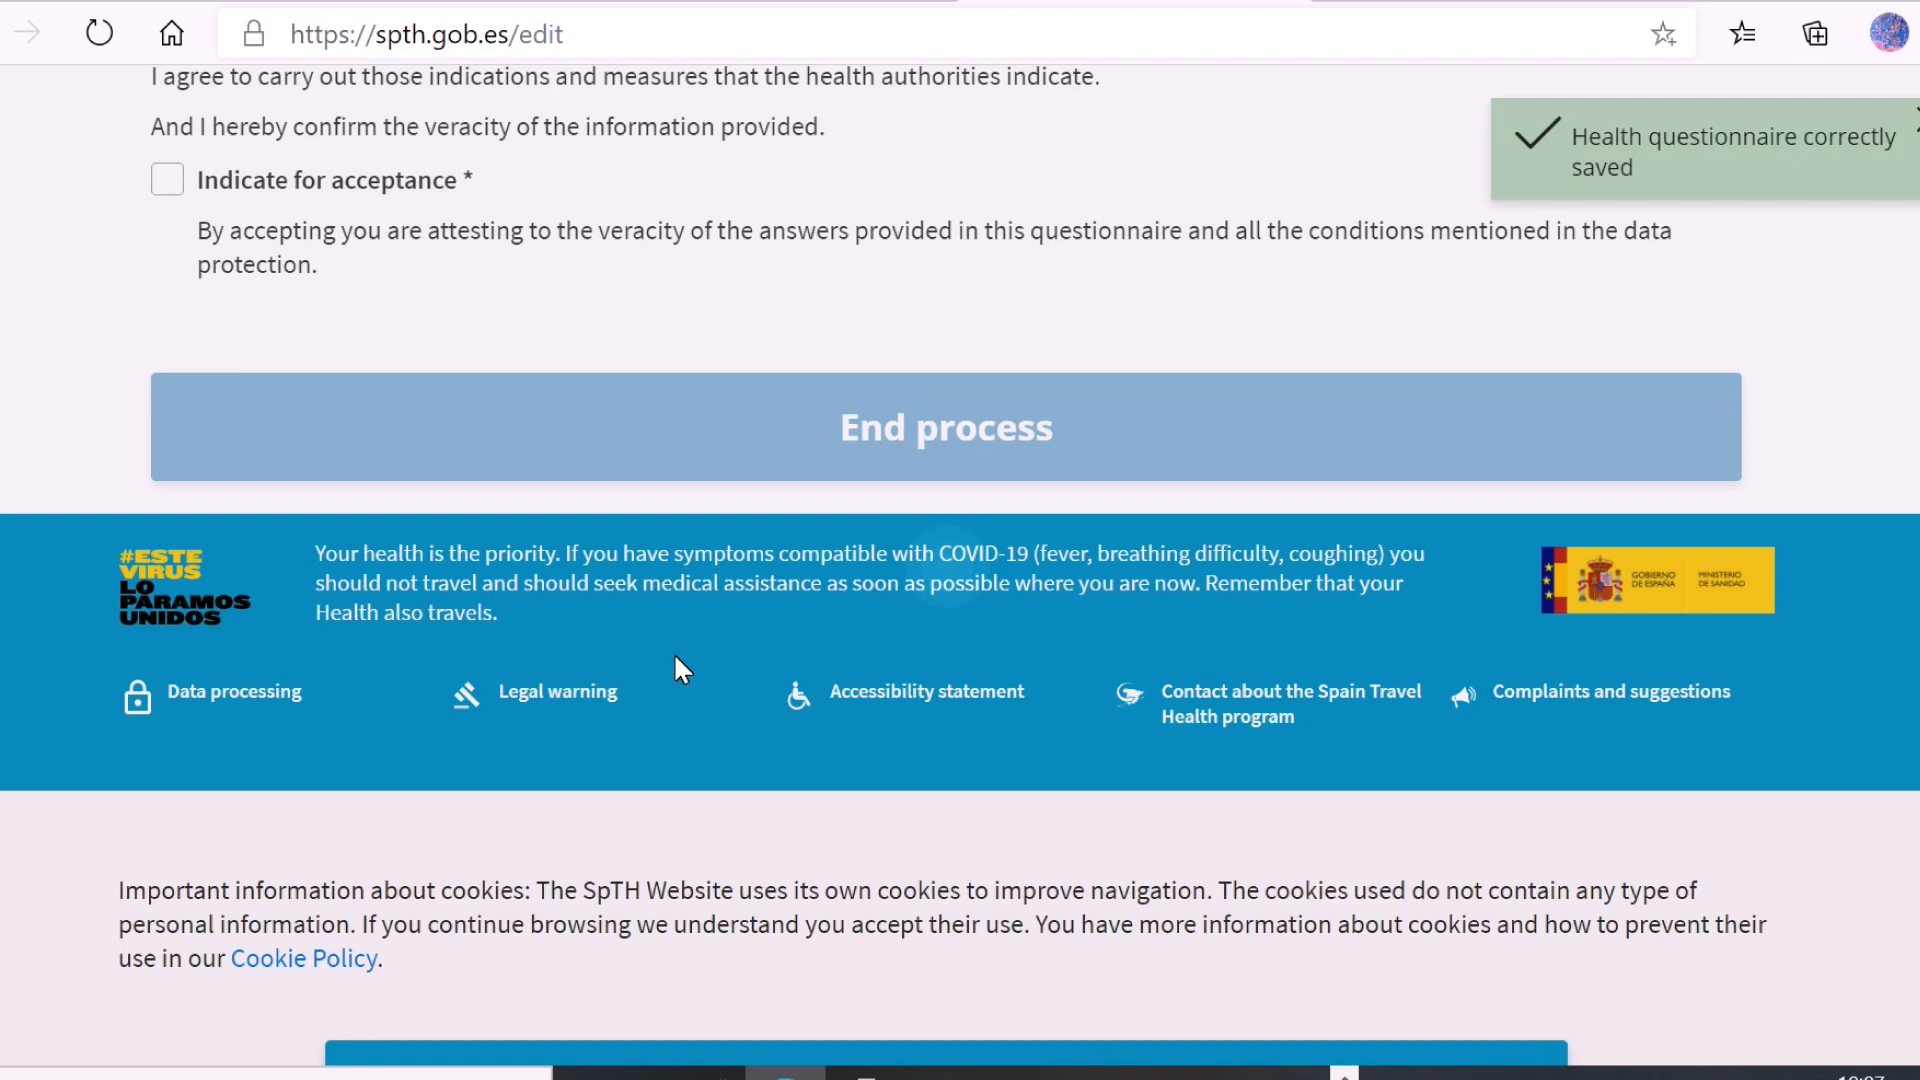 https://spth.gob.es/edit
I agree to carry out those indications and measures that the health authorities indicate.
And I hereby confirm the veracity of the information provided.
Health questionnaire correctly
saved
Indicate for acceptance *
By accepting you are attesting to the veracity of the answers provided in this questionnaire and all the conditions mentioned in the data
protection.
End process
#ESTE
VIRUS
LO
PARAMOS
UNIDOS
Your health is the priority. If you have symptoms compatible with COVID-19 (fever, breathing difficulty, coughing) you
should not travel and should seek medical assistance as soon as possible where you are now. Remember that your
Health also travels.
GOBIERNO
DE ESPAÑA
MINISTERIO
DE SANIDAD
Data processing
Legal warning
Accessibility statement
Contact about the Spain Travel
Health program
Complaints and suggestions
Important information about cookies: The SpTH Website uses its own cookies to improve navigation. The cookies used do not contain any type of
personal information. If you continue browsing we understand you accept their use. You have more information about cookies and how to prevent their
use in our Cookie Policy.